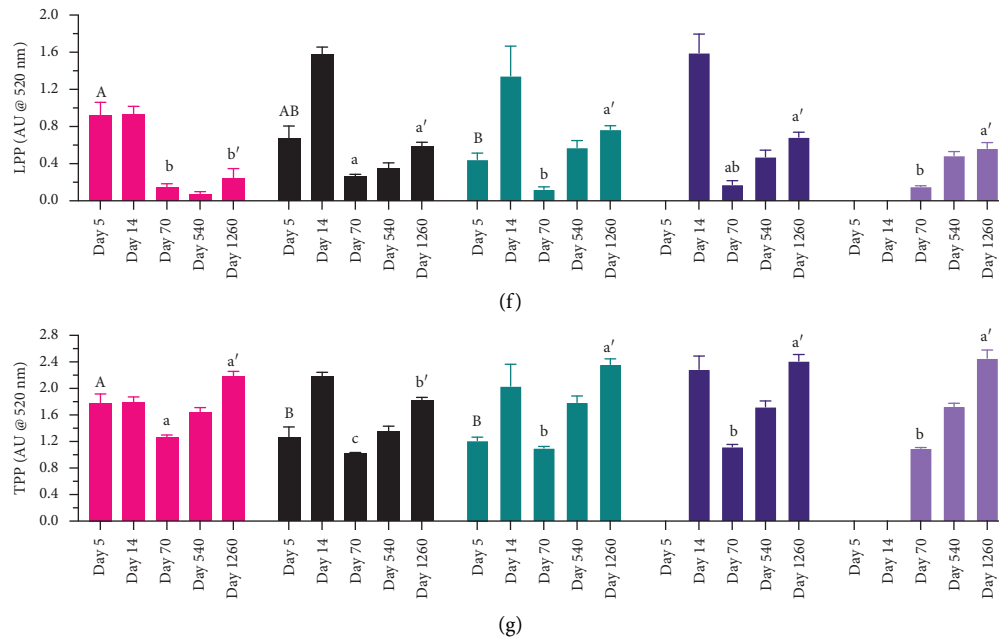 LPP (AU @ 520 nm)
2.0
1.6
1.2
0.8
0.4
0.0
A
b
b′
AB
a
a′
B
b
a′
ab
a′
b
a′
Day 5
Day 14
Day 70
Day 540
Day 1260
Day 5
Day 14
Day 70
Day 540
Day 1260
Day 5
Day 14
Day 70
Day 540
Day 1260
Day 5
Day 14
Day 70
Day 540
Day 1260
Day 5
Day 14
Day 70
Day 540
Day 1260
(f)
TPP (AU @ 520 nm)
2.8
2.4
2.0
1.6
1.2
0.8
0.4
0.0
A
a
a′
B
c
b′
B
b
a′
b
a′
b
a′
Day 5
Day 14
Day 70
Day 540
Day 1260
Day 5
Day 14
Day 70
Day 540
Day 1260
Day 5
Day 14
Day 70
Day 540
Day 1260
Day 5
Day 14
Day 70
Day 540
Day 1260
Day 5
Day 14
Day 70
Day 540
Day 1260
(g)